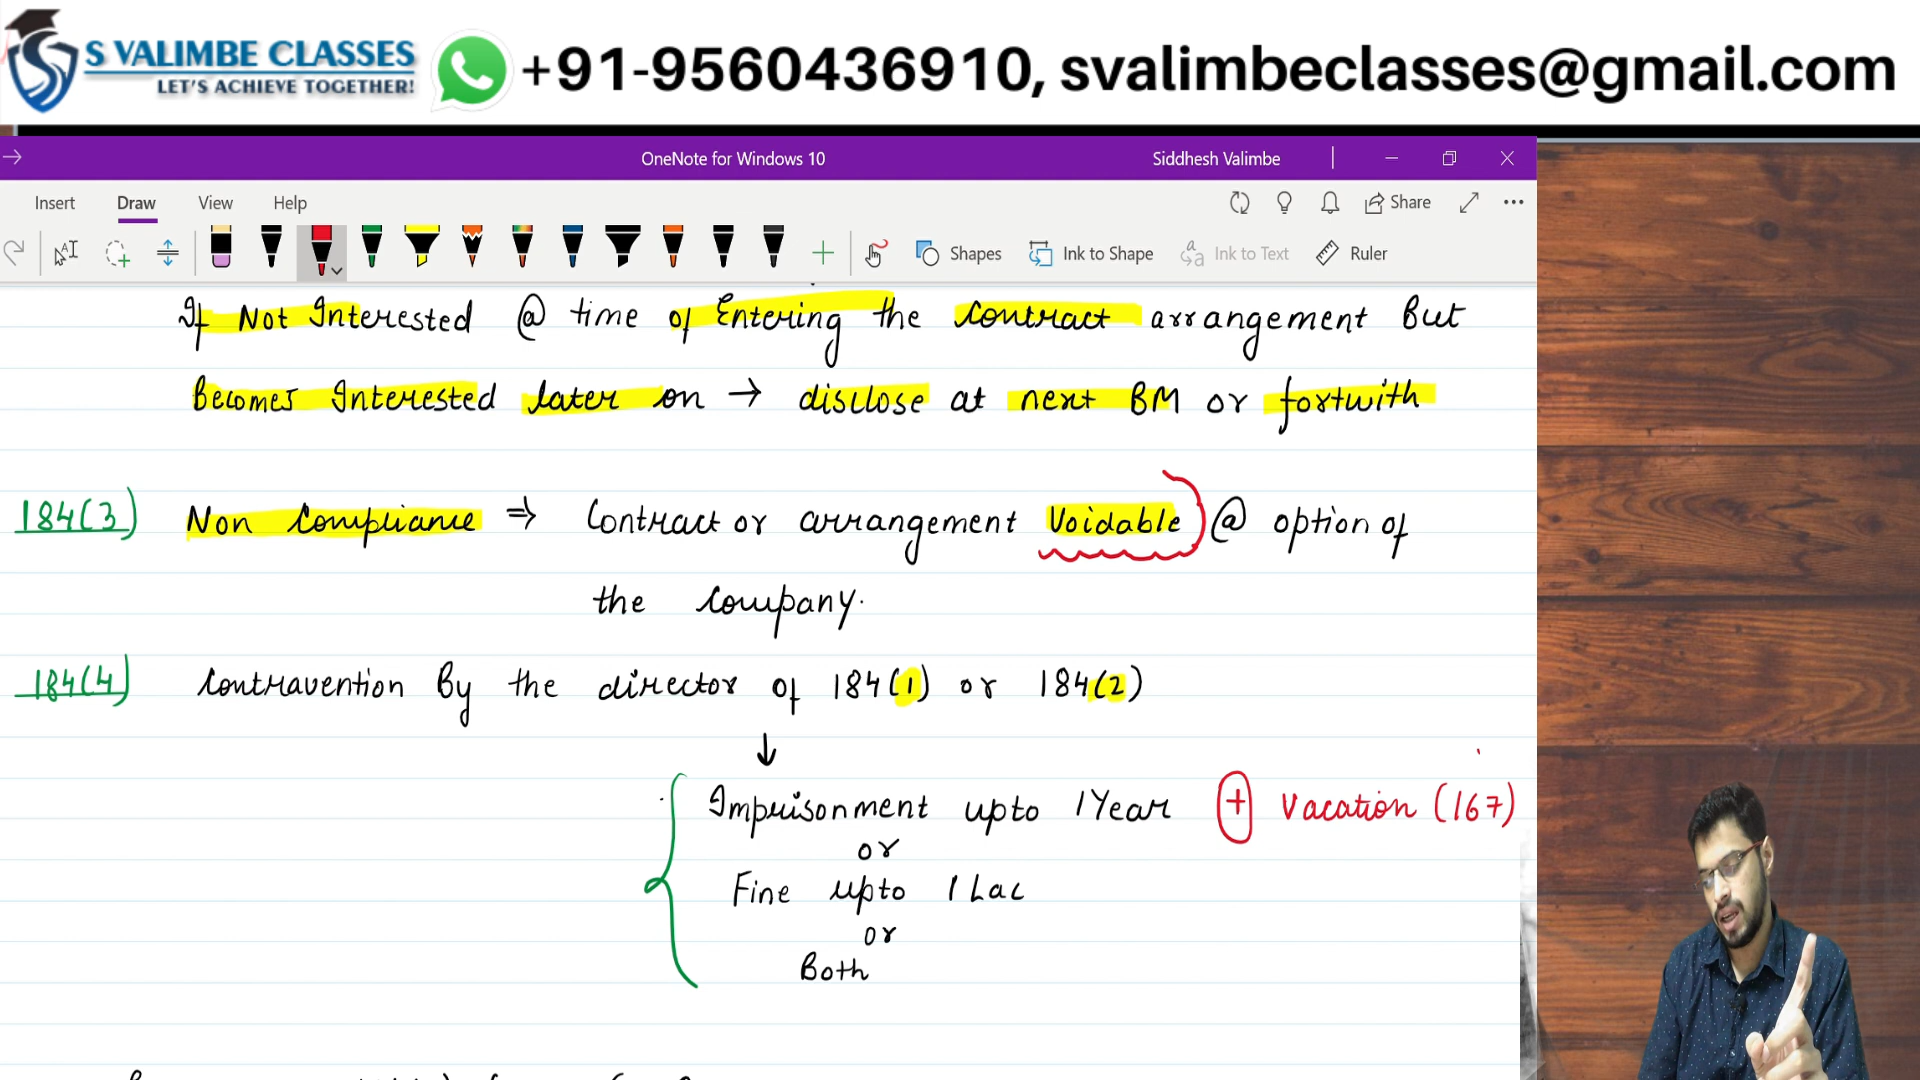 S VALIMBE CLASSES
LET'S ACHIEVE TOGETHER!
+91-9560436910, svalimbeclasses@gmail.com
OneNote for Windows 10
Siddhesh Valimbe
Insert
Draw
View
Help
Share
Shapes
Ink to Shape
Ink to Text
Ruler
If Not Interested @ time of Entering the contract arrangement But
Becomes Interested later on → disclose at next BM or fortwith
184(3) Non Compliance ⇒ Contract or arrangement Voidable @ option of
the company.
184(4) Contravention By the director of 184(1) or 184(2)
↓
Imprisonment upto 1 Year + Vacation (167)
or
Fine upto 1 Lac
or
Both